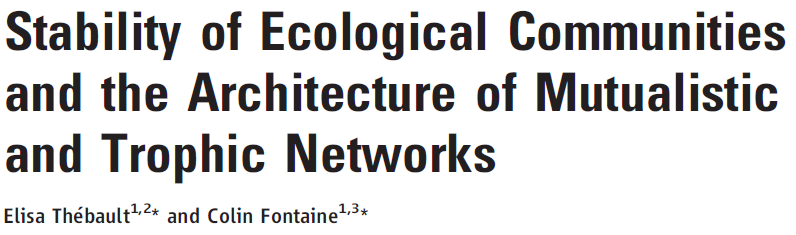 Stability of Ecological Communities
and the Architecture of Mutualistic
and Trophic Networks
Elisa Thébault1,2* and Colin Fontaine1,3*